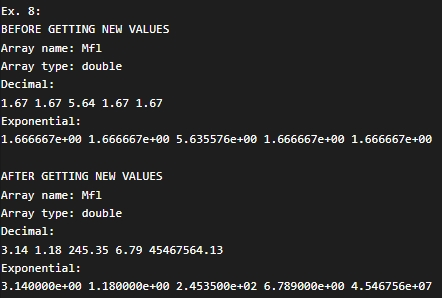 Ex. 8:
BEFORE GETTING NEW VALUES
Array name: Mfl
Array type: double
Decimal:
1.67 1.67 5.64 1.67 1.67
Exponential:
1.666667e+00 1.666667e+00 5.635576e+00 1.666667e+00 1.666667e+00
AFTER GETTING NEW VALUES
Array name: Mfl
Array type: double
Decimal:
3.14 1.18 245.35 6.79 45467564.13
Exponential:
3.140000e+00 1.180000e+00 2.453500e+02 6.789000e+00 4.546756e+07